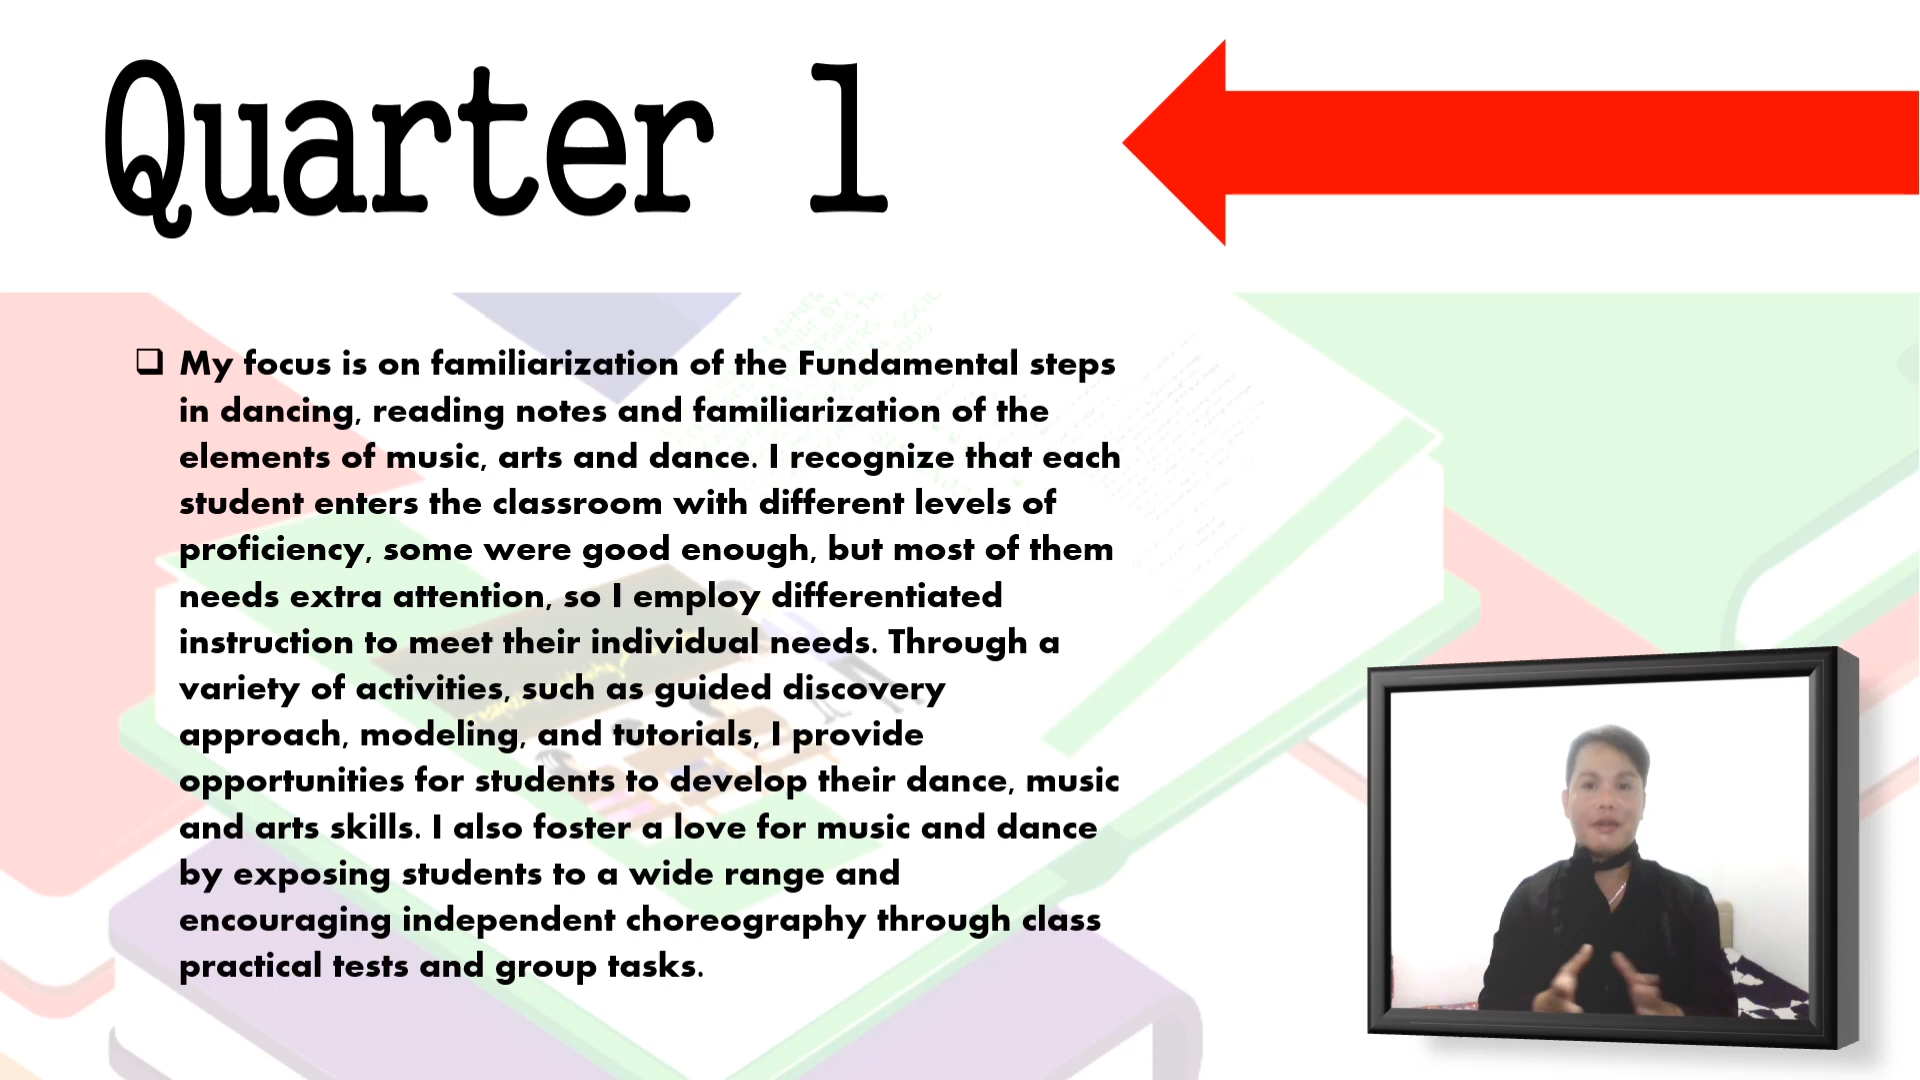 Quarter 1
❑ My focus is on familiarization of the Fundamental steps
in dancing, reading notes and familiarization of the
elements of music, arts and dance. I recognize that each
student enters the classroom with different levels of
proficiency, some were good enough, but most of them
needs extra attention, so I employ differentiated
instruction to meet their individual needs. Through a
variety of activities, such as guided discovery
approach, modeling, and tutorials, I provide
opportunities for students to develop their dance, music
and arts skills. I also foster a love for music and dance
by exposing students to a wide range and
encouraging independent choreography through class
practical tests and group tasks.